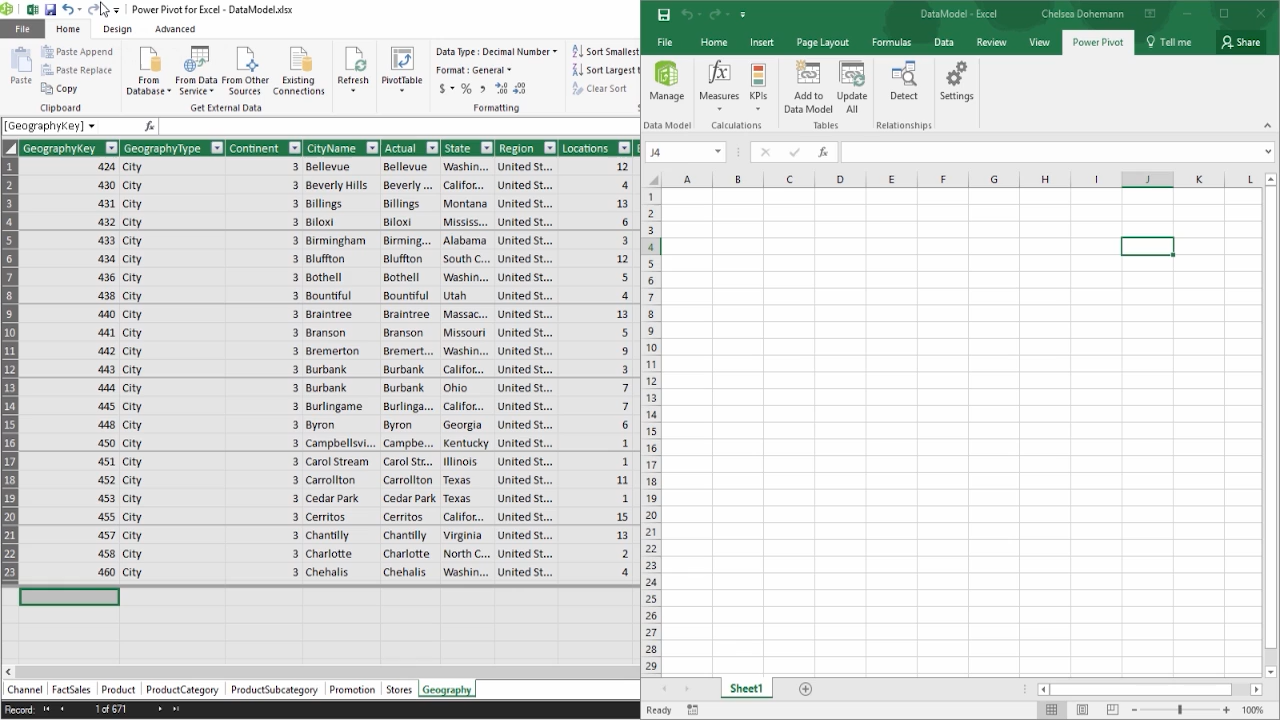 Power Pivot for Excel - DataModel.xlsx
File Home Design Advanced
Paste
Paste Append
Paste Replace
Copy
Clipboard
From Database
From Data Service
From Other Sources
Existing Connections
Get External Data
Refresh
PivotTable
Data Type : Decimal Number
Format : General
$ % ,
Formatting
Sort Smallest
Sort Largest t
Clear Sort
[GeographyKey] fx
GeographyKey GeographyType Continent CityName Actual State Region Locations
1 424 City 3 Bellevue Bellevue Washin... United St... 12
2 430 City 3 Beverly Hills Beverly ... Califor... United St... 4
3 431 City 3 Billings Billings Montana United St... 13
4 432 City 3 Biloxi Biloxi Mississ... United St... 6
5 433 City 3 Birmingham Birming... Alabama United St... 3
6 434 City 3 Bluffton Bluffton South C... United St... 12
7 436 City 3 Bothell Bothell Washin... United St... 5
8 438 City 3 Bountiful Bountiful Utah United St... 4
9 440 City 3 Braintree Braintree Massac... United St... 13
10 441 City 3 Branson Branson Missouri United St... 5
11 442 City 3 Bremerton Bremert... Washin... United St... 9
12 443 City 3 Burbank Burbank Califor... United St... 3
13 444 City 3 Burbank Burbank Ohio United St... 7
14 445 City 3 Burlingame Burlinga... Califor... United St... 7
15 448 City 3 Byron Byron Georgia United St... 6
16 450 City 3 Campbellsvi... Campbe... Kentucky United St... 1
17 451 City 3 Carol Stream Carol Str... Illinois United St... 1
18 452 City 3 Carrollton Carrollton Texas United St... 11
19 453 City 3 Cedar Park Cedar Park Texas United St... 1
20 455 City 3 Cerritos Cerritos Califor... United St... 15
21 457 City 3 Chantilly Chantilly Virginia United St... 13
22 458 City 3 Charlotte Charlotte North C... United St... 2
23 460 City 3 Chehalis Chehalis Washin... United St... 4
Channel FactSales Product ProductCategory ProductSubcategory Promotion Stores Geography
Record: 1 of 671
DataModel - Excel Chelsea Dohemann
File Home Insert Page Layout Formulas Data Review View Power Pivot Tell me Share
Manage
Data Model
Measures KPIs
Calculations
Add to Data Model
Update All
Tables
Detect
Relationships
Settings
J4 fx
A B C D E F G H I J K L
1
2
3
4
5
6
7
8
9
10
11
12
13
14
15
16
17
18
19
20
21
22
23
24
25
26
27
28
29
Sheet1
Ready 100%